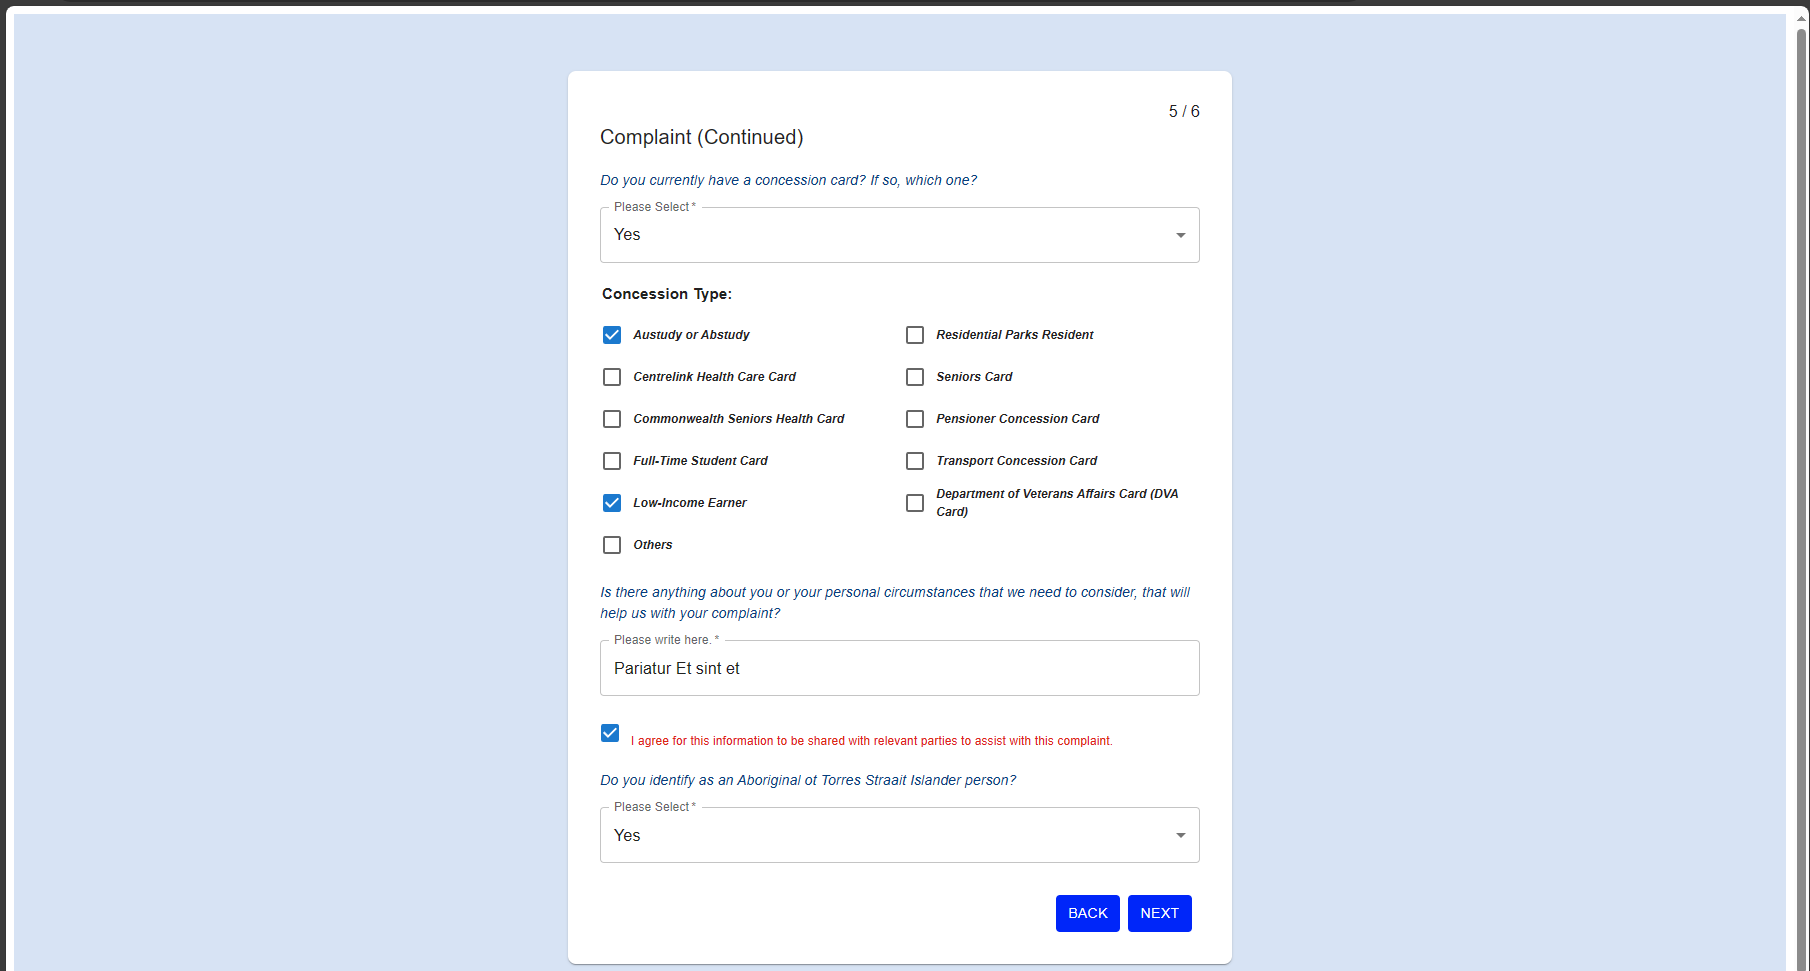 5 / 6
Complaint (Continued)
Do you currently have a concession card? If so, which one?
Please Select *
Yes
Concession Type:
Austudy or Abstudy
Residential Parks Resident
Centrelink Health Care Card
Seniors Card
Commonwealth Seniors Health Card
Pensioner Concession Card
Full-Time Student Card
Transport Concession Card
Low-Income Earner
Department of Veterans Affairs Card (DVA
Card)
Others
Is there anything about you or your personal circumstances that we need to consider, that will
help us with your complaint?
Please write here. *
Pariatur Et sint et
I agree for this information to be shared with relevant parties to assist with this complaint.
Do you identify as an Aboriginal ot Torres Straait Islander person?
Please Select *
Yes
BACK NEXT